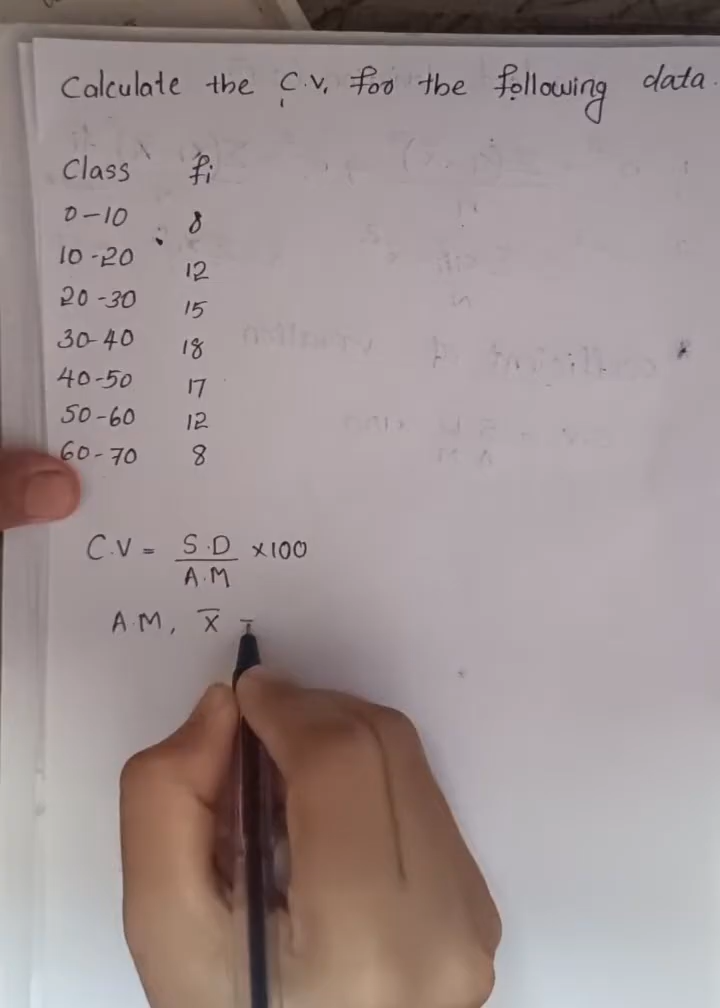 Calculate the C.V. for the following data.
Class fi
0-10 8
10-20 12
20-30 15
30-40 18
40-50 17
50-60 12
60-70 8
C.V = S.D / A.M ×100
A.M, x̅ =